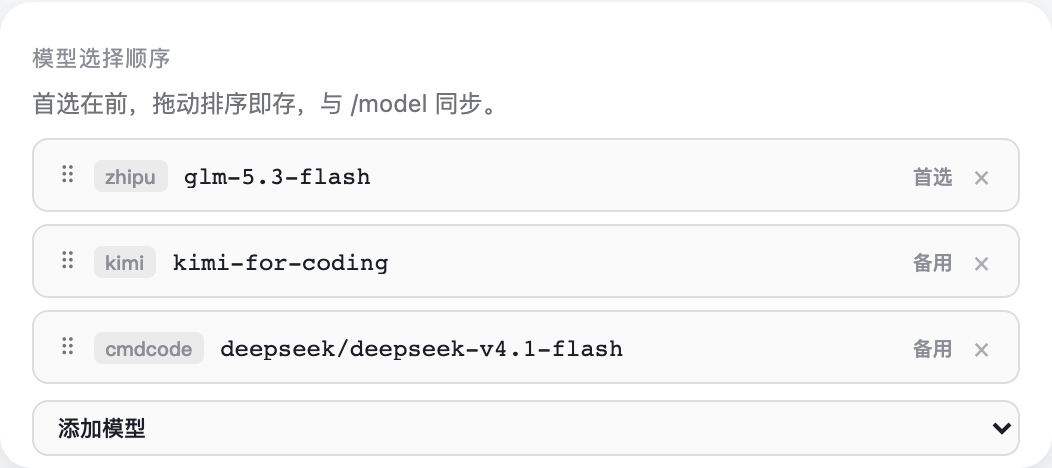 模型选择顺序
首选在前，拖动排序即存，与 /model 同步。
zhipu glm-5.3-flash 首选 ×
kimi kimi-for-coding 备用 ×
cmdcode deepseek/deepseek-v4.1-flash 备用 ×
添加模型